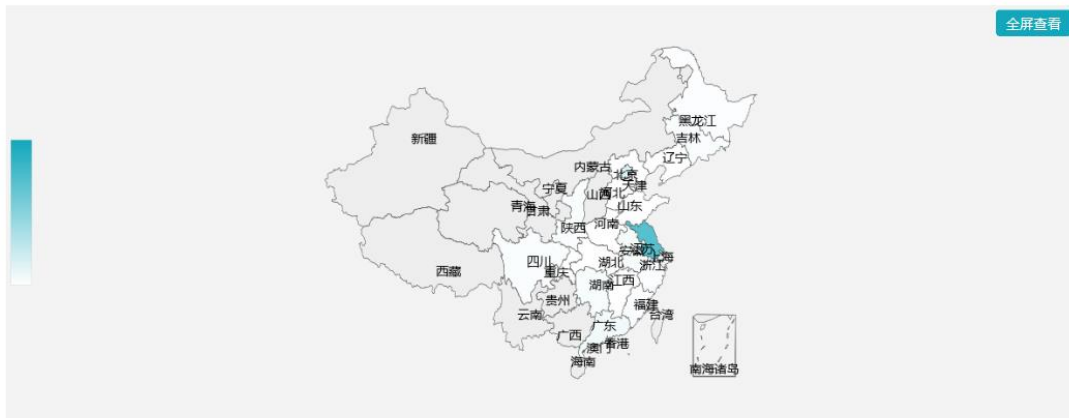 全屏查看
黑龙江
吉林
新疆
辽宁
内蒙古
北京
天津
宁夏
山西
河北
青海
甘肃
山东
陕西
河南
安徽
江苏
上海
四川
湖北
浙江
西藏
重庆
湖南
江西
贵州
福建
云南
台湾
广东
广西
香港
澳门
海南
南海诸岛